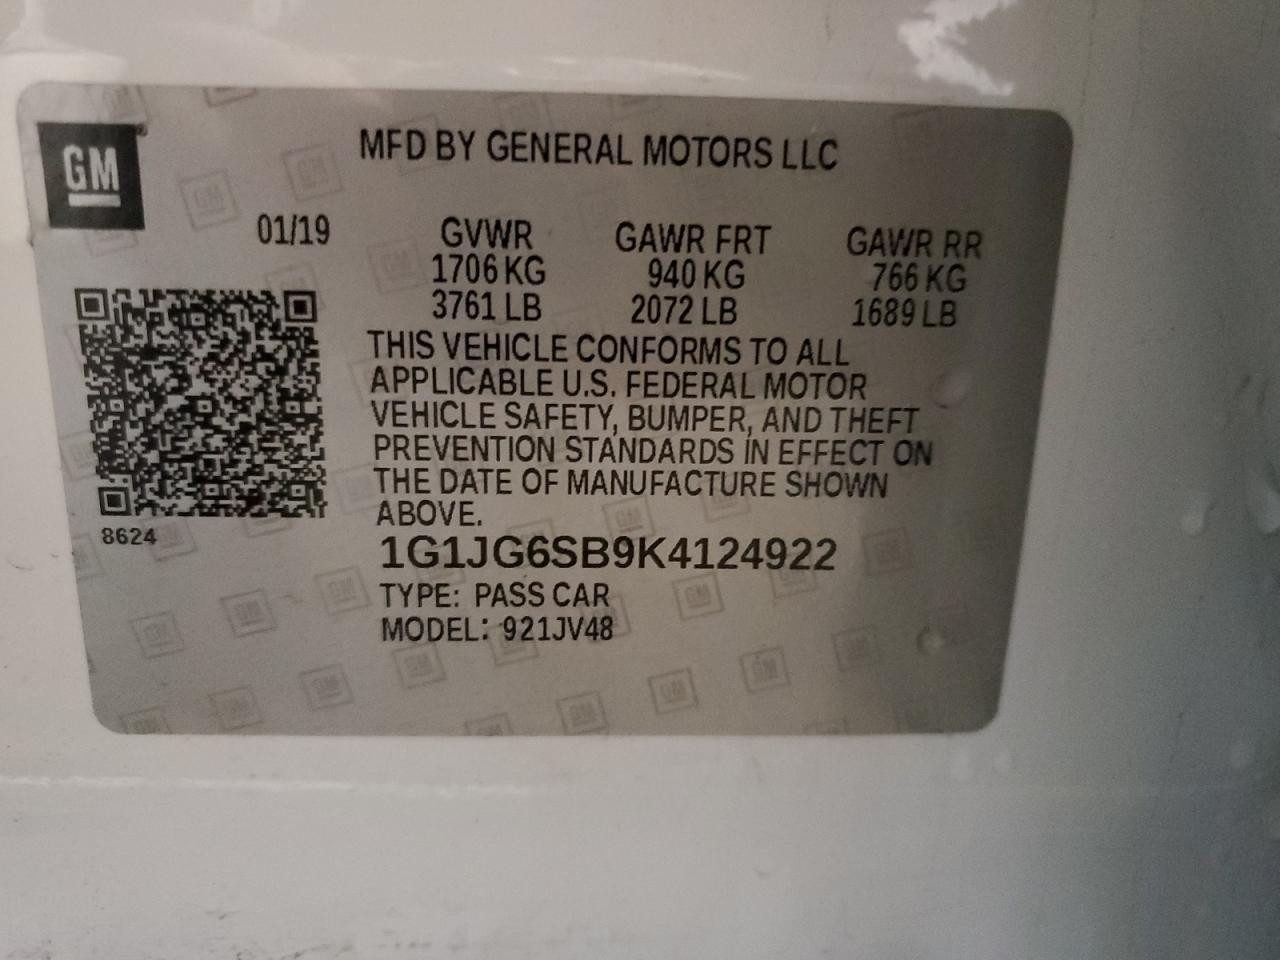 GM
MFD BY GENERAL MOTORS LLC
01/19 GVWR GAWR FRT GAWR RR
1706 KG 940 KG 766 KG
3761 LB 2072 LB 1689 LB
THIS VEHICLE CONFORMS TO ALL
APPLICABLE U.S. FEDERAL MOTOR
VEHICLE SAFETY, BUMPER, AND THEFT
PREVENTION STANDARDS IN EFFECT ON
THE DATE OF MANUFACTURE SHOWN
ABOVE.
8624
1G1JG6SB9K4124922
TYPE: PASS CAR
MODEL: 921JV48